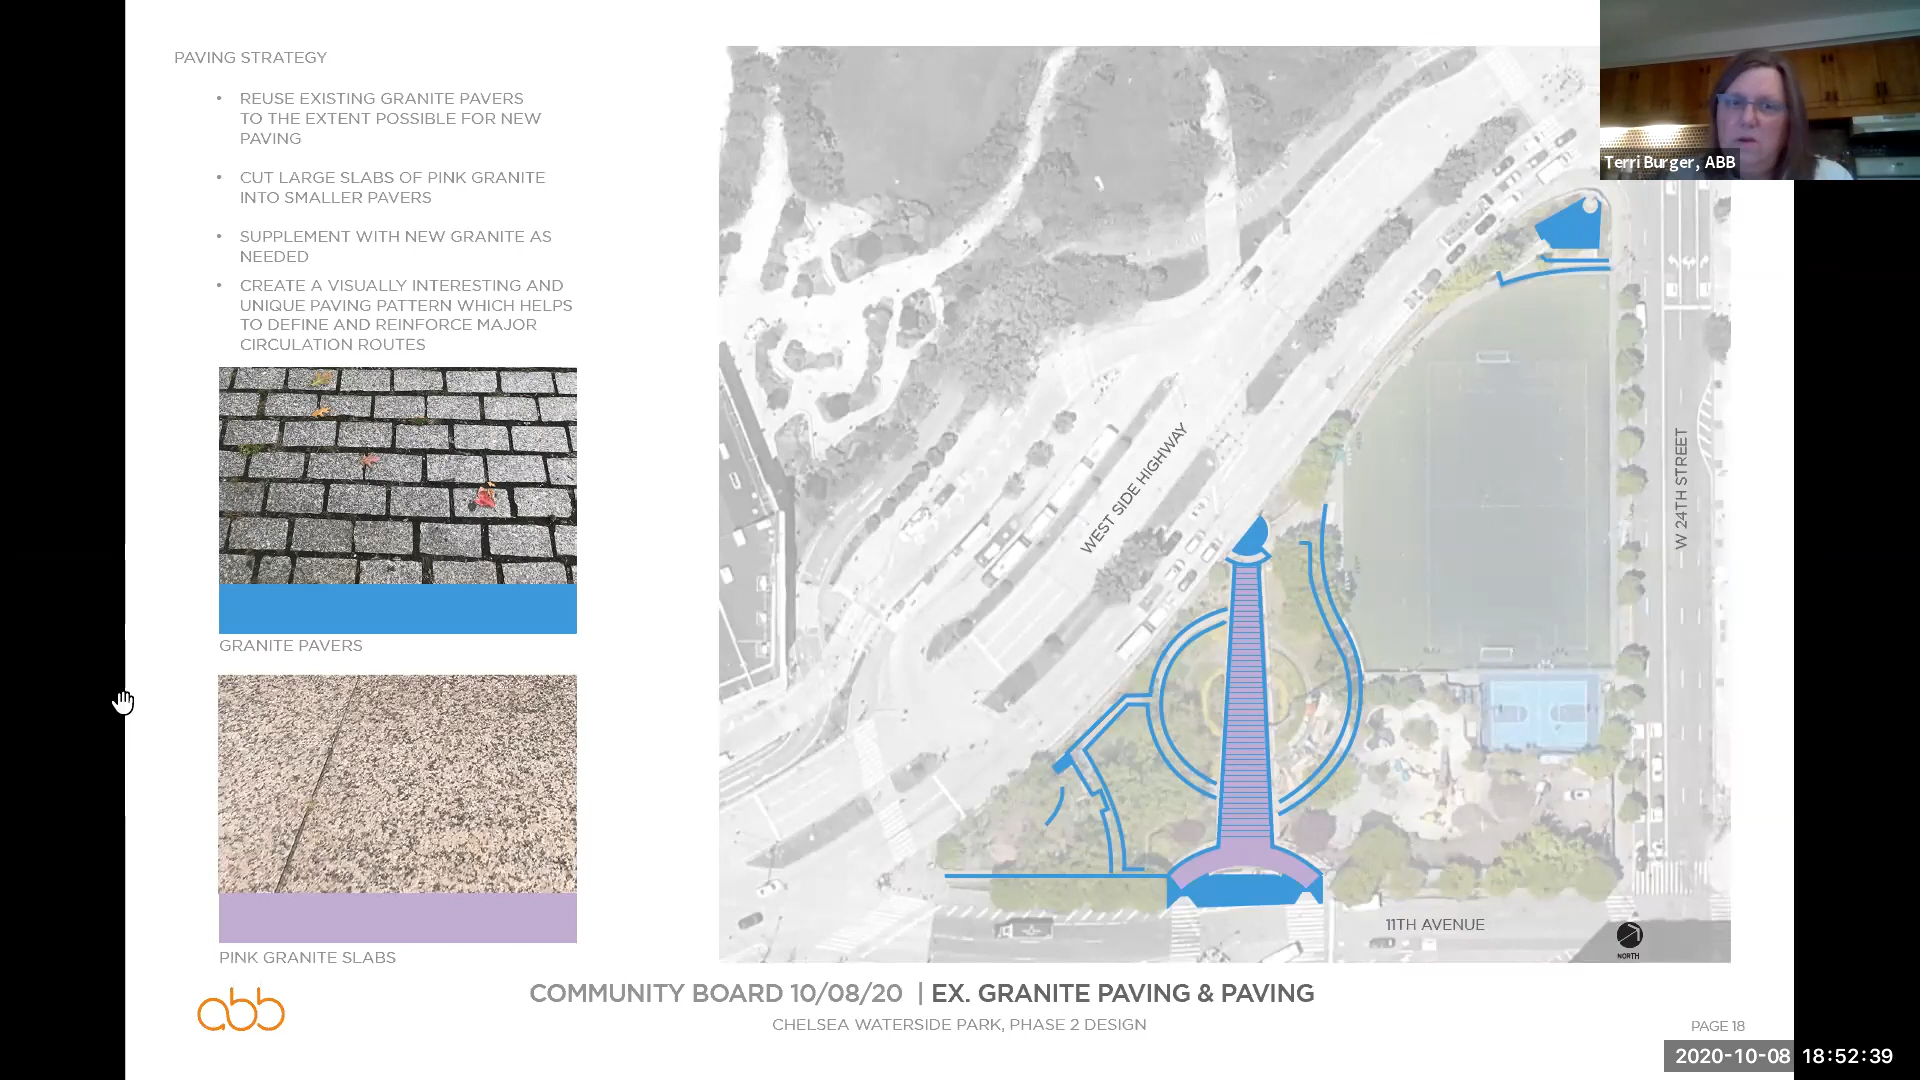 PAVING STRATEGY
• REUSE EXISTING GRANITE PAVERS
TO THE EXTENT POSSIBLE FOR NEW
PAVING
• CUT LARGE SLABS OF PINK GRANITE
INTO SMALLER PAVERS
• SUPPLEMENT WITH NEW GRANITE AS
NEEDED
• CREATE A VISUALLY INTERESTING AND
UNIQUE PAVING PATTERN WHICH HELPS
TO DEFINE AND REINFORCE MAJOR
CIRCULATION ROUTES
GRANITE PAVERS
PINK GRANITE SLABS
WEST SIDE HIGHWAY
W 24TH STREET
11TH AVENUE
NORTH
Terri Burger, ABB
abb
COMMUNITY BOARD 10/08/20 | EX. GRANITE PAVING & PAVING
CHELSEA WATERSIDE PARK, PHASE 2 DESIGN
PAGE 18
2020-10-08 18:52:39